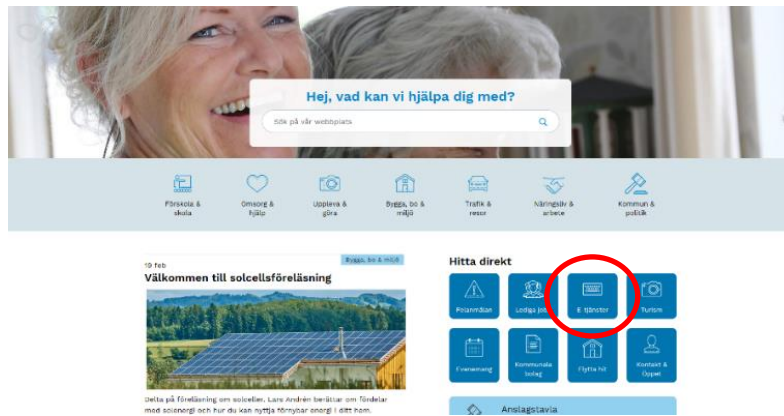 Hej, vad kan vi hjälpa dig med?
Sök på vår webbplats
Förskola &
skola
Omsorg &
hjälp
Uppleva &
göra
Bygga, bo &
miljö
Trafik &
resor
Näringsliv &
arbete
Kommun &
politik
19 feb
Bygga, bo & miljö
Välkommen till solcellsföreläsning
Delta på föreläsning om solceller. Lars Andrén berättar om fördelar
med solenergi och hur du kan nyttja förnybar energi i ditt hem.
Hitta direkt
Felanmälan
Lediga job
E-tjänster
Turism
Evenemang
Kommunala
bolag
Flytta hit
Kontakt &
Öppet
Anslagstavla